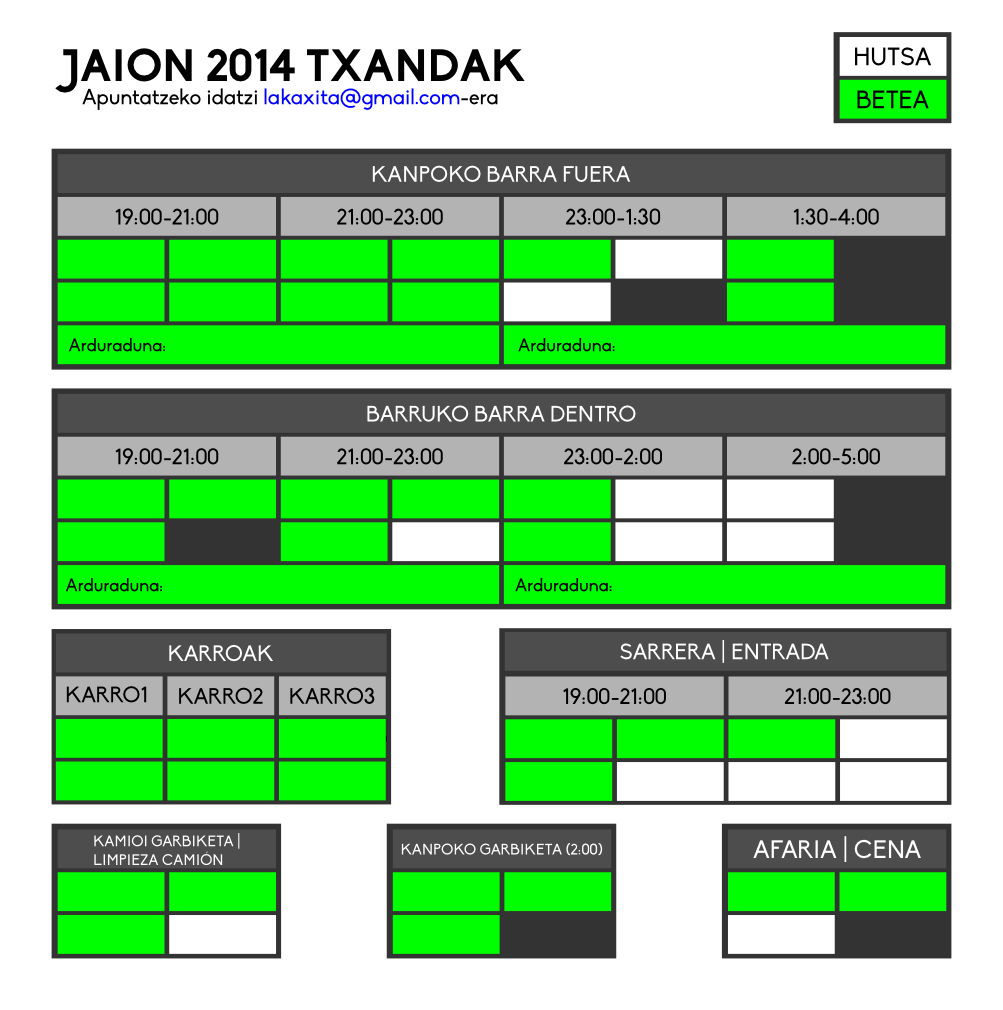 JAION 2014 TXANDAK
Apuntatzeko idatzi lakaxita@gmail.com-era
HUTSA
BETEA
KANPOKO BARRA FUERA
19:00-21:00 21:00-23:00 23:00-1:30 1:30-4:00
Arduraduna: Arduraduna:
BARRUKO BARRA DENTRO
19:00-21:00 21:00-23:00 23:00-2:00 2:00-5:00
Arduraduna: Arduraduna:
KARROAK
KARRO1 KARRO2 KARRO3
SARRERA | ENTRADA
19:00-21:00 21:00-23:00
KAMIOI GARBIKETA |
LIMPIEZA CAMIÓN
KANPOKO GARBIKETA (2:00)
AFARIA | CENA